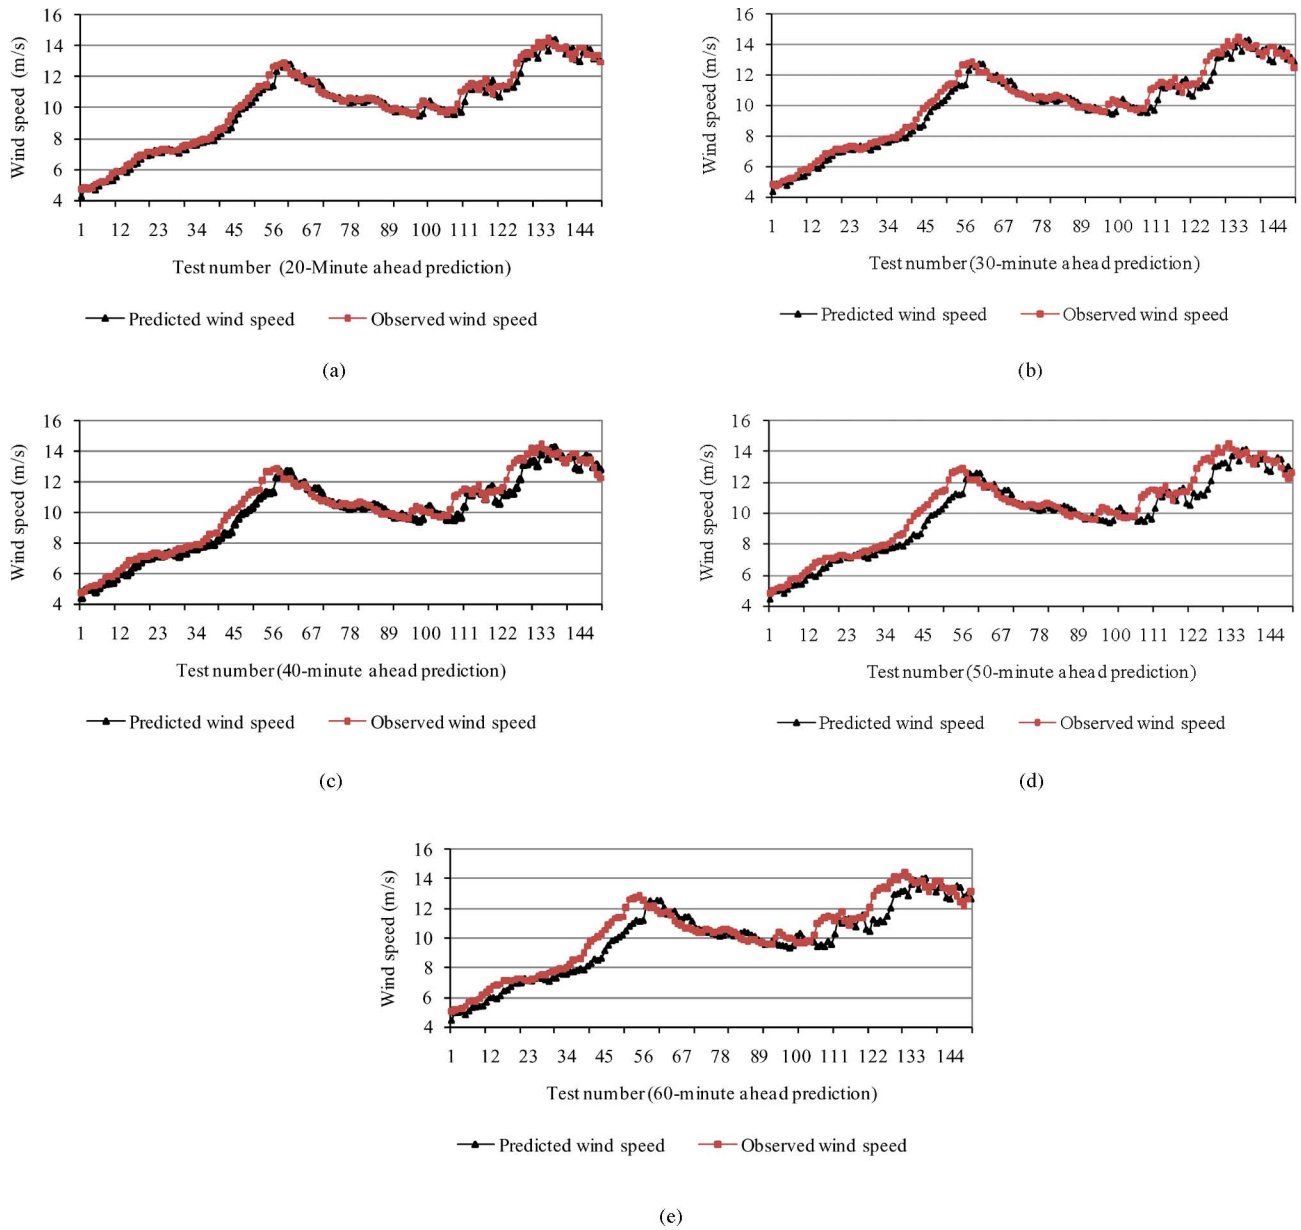 Wind speed (m/s)
16
14
12
10
8
6
4
1 12 23 34 45 56 67 78 89 100 111 122 133 144
Test number (20-Minute ahead prediction)
Predicted wind speed Observed wind speed
(a)
Wind speed (m/s)
16
14
12
10
8
6
4
1 12 23 34 45 56 67 78 89 100 111 122 133 144
Test number (30-minute ahead prediction)
Predicted wind speed Observed wind speed
(b)
Wind speed (m/s)
16
14
12
10
8
6
4
1 12 23 34 45 56 67 78 89 100 111 122 133 144
Test number (40-minute ahead prediction)
Predicted wind speed Observed wind speed
(c)
Wind speed (m/s)
16
14
12
10
8
6
4
1 12 23 34 45 56 67 78 89 100 111 122 133 144
Test number (50-minute ahead prediction)
Predicted wind speed Observed wind speed
(d)
Wind speed (m/s)
16
14
12
10
8
6
4
1 12 23 34 45 56 67 78 89 100 111 122 133 144
Test number (60-minute ahead prediction)
Predicted wind speed Observed wind speed
(e)